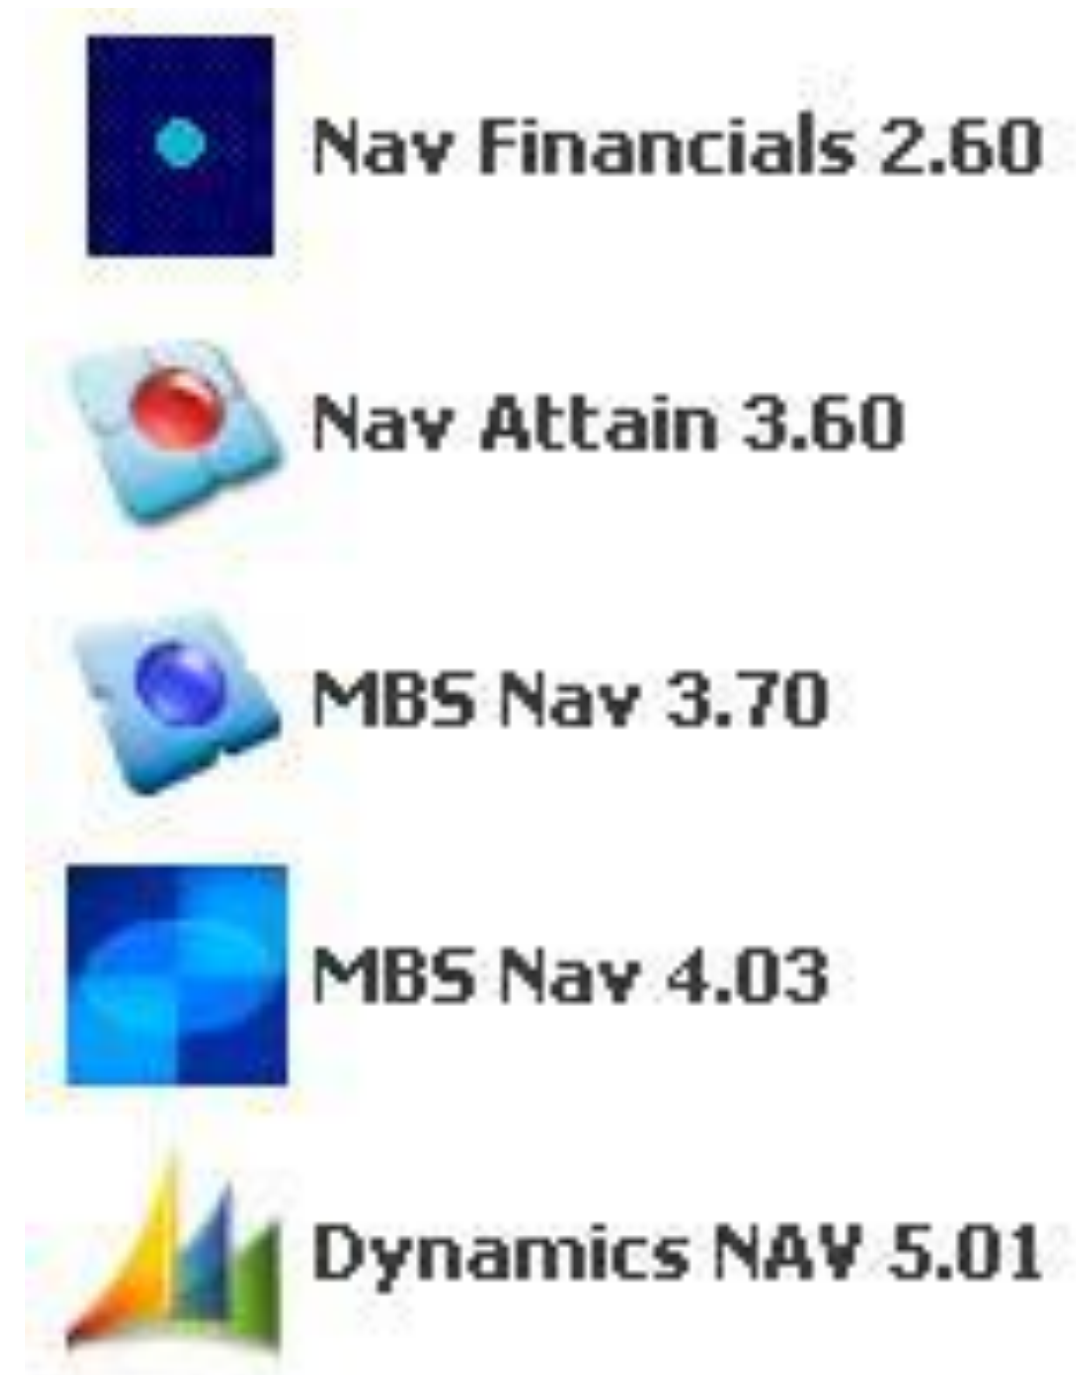 Nav Financials 2.60
Nav Attain 3.60
MBS Nav 3.70
MBS Nav 4.03
Dynamics NAV 5.01